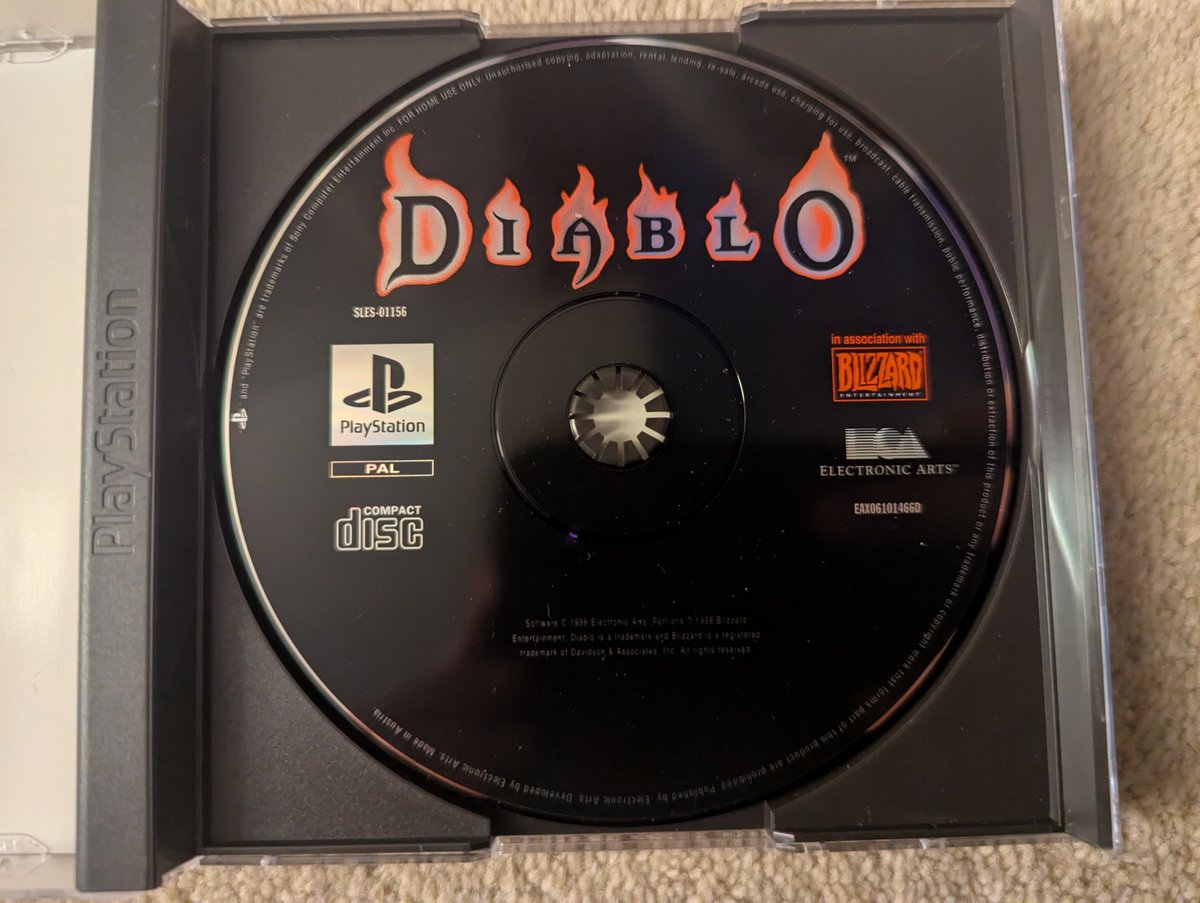 DIABLO™
SLES-01156
PlayStation
PAL
COMPACT
disc
in association with
BLIZZARD
ENTERTAINMENT
EA
ELECTRONIC ARTS™
EAX06101466D
Software © 1998 Electronic Arts. Portions © 1998 Blizzard
Entertainment. Diablo is a trademark and Blizzard is a registered
trademark of Davidson & Associates, Inc. All rights reserved.
and "PlayStation" are trademarks of Sony Computer Entertainment Inc. FOR HOME USE ONLY. Unauthorised copying, adaptation, rental, lending, re-sale, arcade use, charging for use, broadcast, cable transmission, public performance, distribution or extraction of this product or any trademark or copyright work that forms part of this product are prohibited. Published by Electronic Arts. Developed by Electronic Arts. Made in Austria.
PlayStation